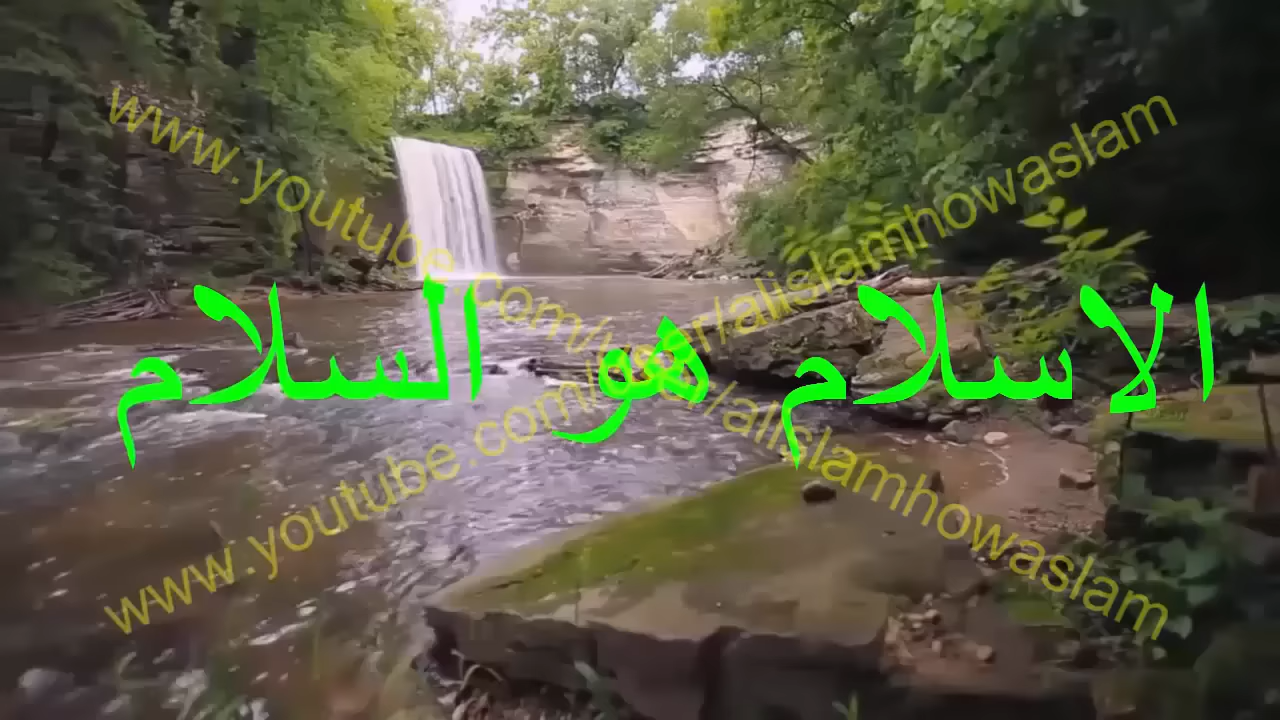 www.youtube.com/user/alislamhowaslam
الاسلام هو السلام
www.youtube.com/user/alislamhowaslam